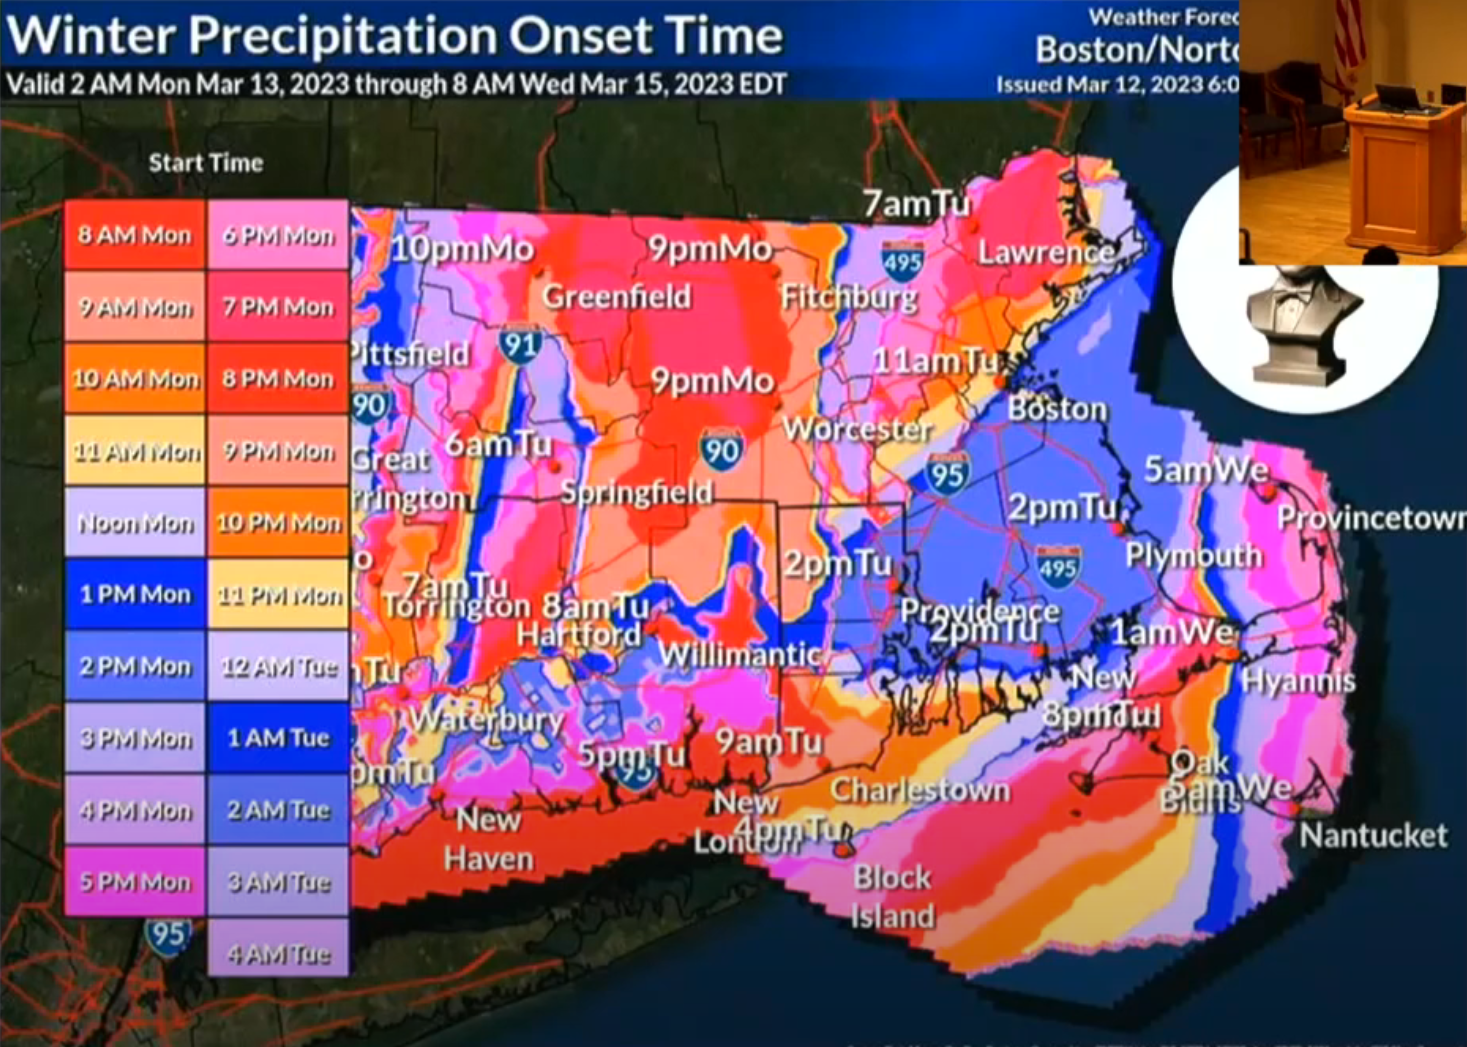 Winter Precipitation Onset Time
Valid 2 AM Mon Mar 13, 2023 through 8 AM Wed Mar 15, 2023 EDT
Weather Forec
Boston/Norto
Issued Mar 12, 2023 6:0
Start Time
8 AM Mon 6 PM Mon
9 AM Mon 7 PM Mon
10 AM Mon 8 PM Mon
11 AM Mon 9 PM Mon
Noon Mon 10 PM Mon
1 PM Mon 11 PM Mon
2 PM Mon 12 AM Tue
3 PM Mon 1 AM Tue
4 PM Mon 2 AM Tue
5 PM Mon 3 AM Tue
4 AM Tue
95
7amTu
Lawrence
495
10pmMo
9pmMo
Greenfield
Fitchburg
91
Pittsfield
11amTu
9pmMo
90
Boston
Worcester
6amTu
90
Great
rrington
95
5amWe
Springfield
2pmTu
Provincetown
Plymouth
495
o
2pmTu
7amTu
Torrington
8amTu
Hartford
Providence
2pmTu
1amWe
Willimantic
nTu
New
Hyannis
8pmTu
Waterbury
9amTu
5pmTu
95
pmTu
Oak
Bluffs
5amWe
Charlestown
New
London
4pmTu
New
Haven
Nantucket
Block
Island